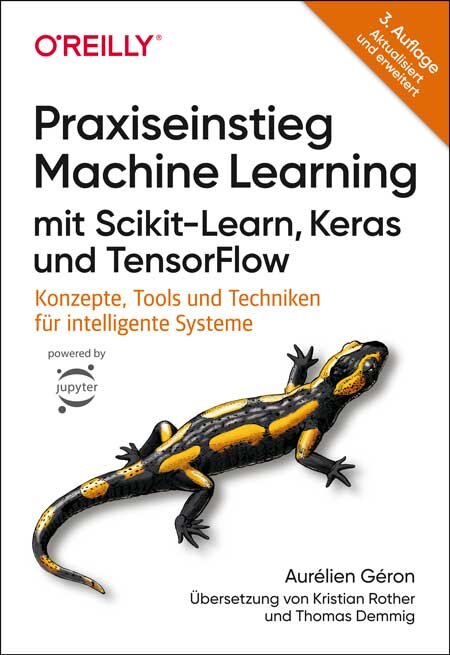 O'REILLY®
3. Auflage
Aktualisiert
und erweitert
Praxiseinstieg
Machine Learning
mit Scikit-Learn, Keras
und TensorFlow
Konzepte, Tools und Techniken
für intelligente Systeme
powered by
jupyter
Aurélien Géron
Übersetzung von Kristian Rother
und Thomas Demmig